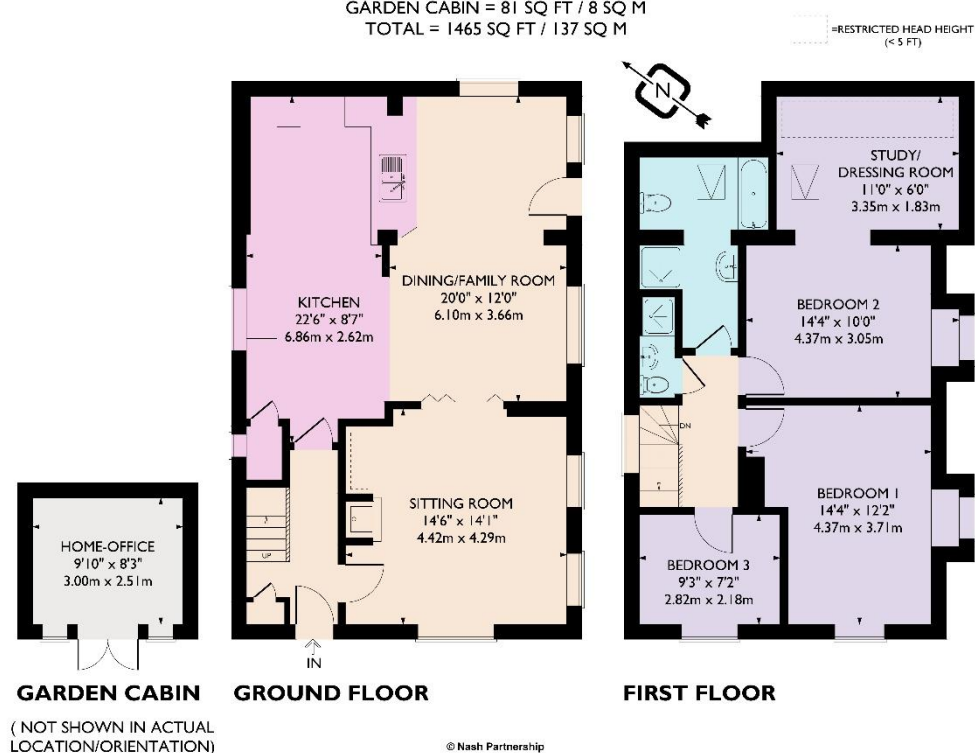 GARDEN CABIN = 81 SQ FT / 8 SQ M
TOTAL = 1465 SQ FT / 137 SQ M
=RESTRICTED HEAD HEIGHT
(< 5 FT)
N
KITCHEN
22'6" x 8'7"
6.86m x 2.62m
DINING/FAMILY ROOM
20'0" x 12'0"
6.10m x 3.66m
SITTING ROOM
14'6" x 14'1"
4.42m x 4.29m
UP
IN
STUDY/
DRESSING ROOM
11'0" x 6'0"
3.35m x 1.83m
BEDROOM 2
14'4" x 10'0"
4.37m x 3.05m
DN
BEDROOM 1
14'4" x 12'2"
4.37m x 3.71m
BEDROOM 3
9'3" x 7'2"
2.82m x 2.18m
HOME-OFFICE
9'10" x 8'3"
3.00m x 2.51m
GARDEN CABIN
( NOT SHOWN IN ACTUAL
LOCATION/ORIENTATION)
GROUND FLOOR
FIRST FLOOR
© Nash Partnership